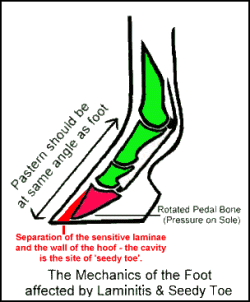 Pastern should be
at same angle as foot
Rotated Pedal Bone
(Pressure on Sole)
Separation of the sensitive laminae
and the wall of the hoof - the cavity
is the site of 'seedy toe'.
The Mechanics of the Foot
affected by Laminitis & Seedy Toe